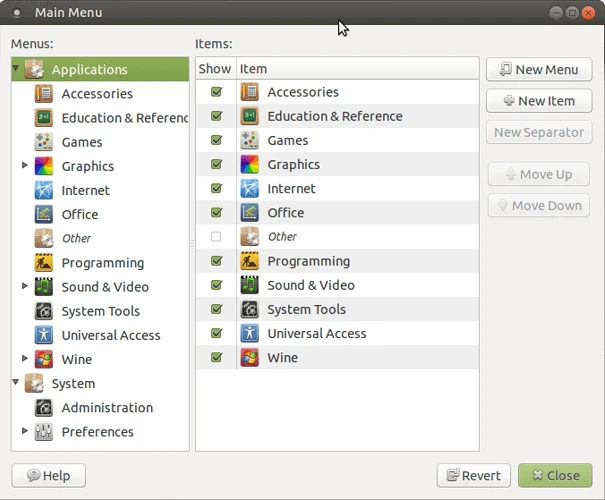 Main Menu
Menus:
Items:
Applications
Accessories
Education & Referenc
Games
Graphics
Internet
Office
Other
Programming
Sound & Video
System Tools
Universal Access
Wine
System
Administration
Preferences
Show Item
Accessories
Education & Reference
Games
Graphics
Internet
Office
Other
Programming
Sound & Video
System Tools
Universal Access
Wine
New Menu
New Item
New Separator
Move Up
Move Down
Help
Revert
Close